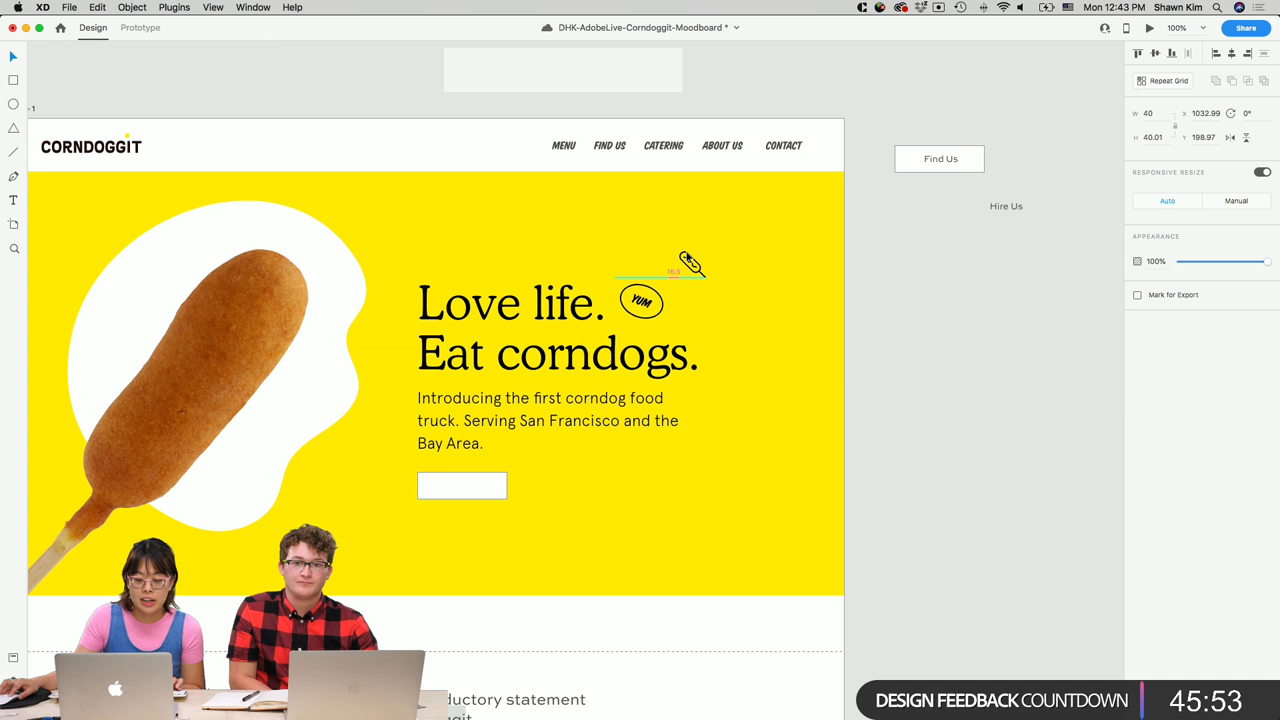 XD File Edit Object Plugins View Window Help
Mon 12:43 PM Shawn Kim
Design Prototype
DHK-AdobeLive-Corndoggit-Moodboard *
100%
Share
Repeat Grid
W 40 X 1032.99 0°
H 40.01 Y 198.97
RESPONSIVE RESIZE
Auto Manual
APPEARANCE
100%
Mark for Export
- 1
CORNDOGGIT
MENU FIND US CATERING ABOUT US CONTACT
Find Us
Hire Us
16.5
Love life.
YUM
Eat corndogs.
Introducing the first corndog food
truck. Serving San Francisco and the
Bay Area.
ductory statement
ggit
DESIGN FEEDBACK COUNTDOWN 45:53